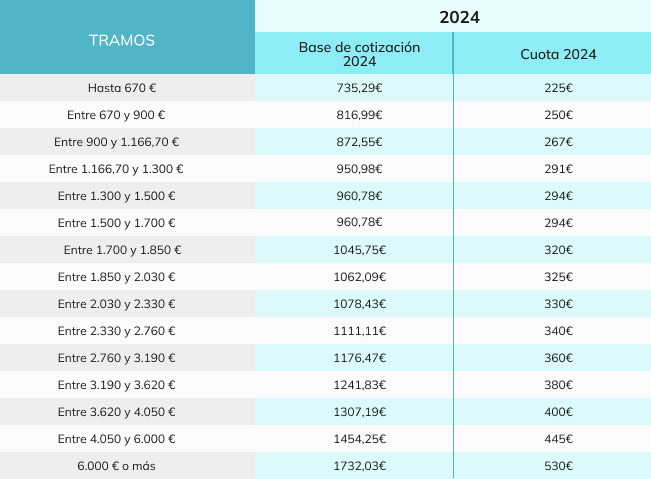 TRAMOS
2024
Base de cotización
2024
Cuota 2024
Hasta 670 € 735,29€ 225€
Entre 670 y 900 € 816,99€ 250€
Entre 900 y 1.166,70 € 872,55€ 267€
Entre 1.166,70 y 1.300 € 950,98€ 291€
Entre 1.300 y 1.500 € 960,78€ 294€
Entre 1.500 y 1.700 € 960,78€ 294€
Entre 1.700 y 1.850 € 1045,75€ 320€
Entre 1.850 y 2.030 € 1062,09€ 325€
Entre 2.030 y 2.330 € 1078,43€ 330€
Entre 2.330 y 2.760 € 1111,11€ 340€
Entre 2.760 y 3.190 € 1176,47€ 360€
Entre 3.190 y 3.620 € 1241,83€ 380€
Entre 3.620 y 4.050 € 1307,19€ 400€
Entre 4.050 y 6.000 € 1454,25€ 445€
6.000 € o más 1732,03€ 530€